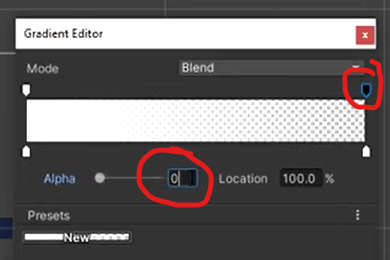 Gradient Editor x
Mode Blend
Alpha 0 Location 100.0 %
Presets
New